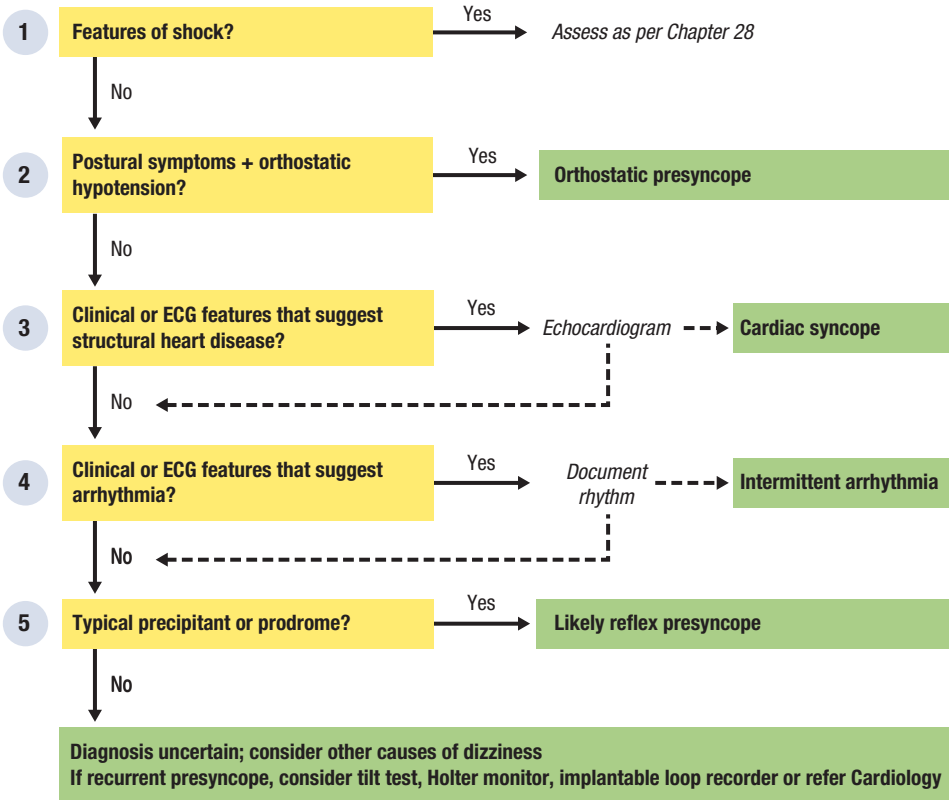 Yes
1
Features of shock?
Assess as per Chapter 28
No
2
Postural symptoms + orthostatic
hypotension?
Yes
Orthostatic presyncope
No
3
Clinical or ECG features that suggest
structural heart disease?
Yes
Echocardiogram
Cardiac syncope
No
4
Clinical or ECG features that suggest
arrhythmia?
Yes
Document
rhythm
Intermittent arrhythmia
No
5
Typical precipitant or prodrome?
Yes
Likely reflex presyncope
No
Diagnosis uncertain; consider other causes of dizziness
If recurrent presyncope, consider tilt test, Holter monitor, implantable loop recorder or refer Cardiology